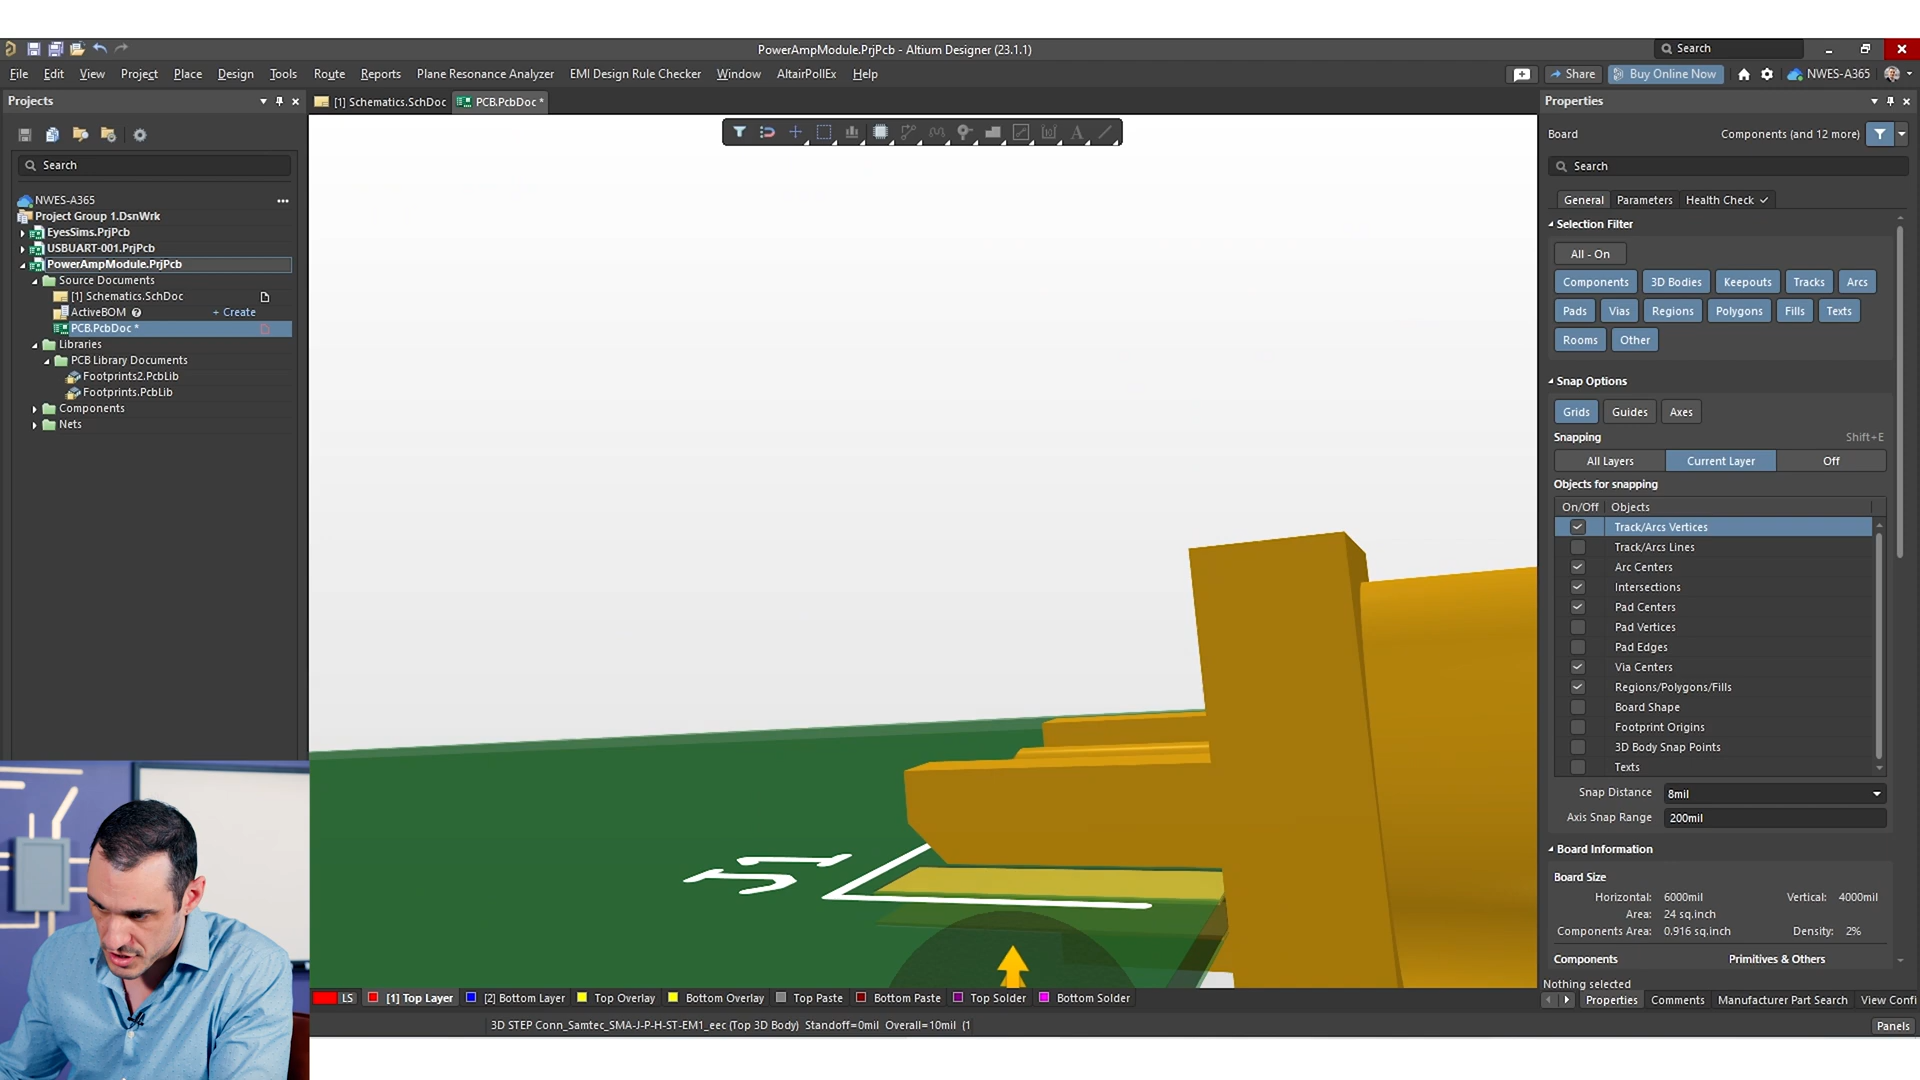 PowerAmpModule.PrjPcb - Altium Designer (23.1.1)
Search
File Edit View Project Place Design Tools Route Reports Plane Resonance Analyzer EMI Design Rule Checker Window AltairPollEx Help
Share
Buy Online Now
NWES-A365
Projects
[1] Schematics.SchDoc
PCB.PcbDoc *
Search
NWES-A365
Project Group 1.DsnWrk
EyesSims.PrjPcb
USBUART-001.PrjPcb
PowerAmpModule.PrjPcb
Source Documents
[1] Schematics.SchDoc
ActiveBOM + Create
PCB.PcbDoc *
Libraries
PCB Library Documents
Footprints2.PcbLib
Footprints.PcbLib
Components
Nets
J5
LS
[1] Top Layer
[2] Bottom Layer
Top Overlay
Bottom Overlay
Top Paste
Bottom Paste
Top Solder
Bottom Solder
3D STEP Conn_Samtec_SMA-J-P-H-ST-EM1_eec (Top 3D Body) Standoff=0mil Overall=10mil (1
Properties
Board Components (and 12 more)
Search
General Parameters Health Check
Selection Filter
All - On
Components 3D Bodies Keepouts Tracks Arcs
Pads Vias Regions Polygons Fills Texts
Rooms Other
Snap Options
Grids Guides Axes
Snapping Shift+E
All Layers Current Layer Off
Objects for snapping
On/Off Objects
Track/Arcs Vertices
Track/Arcs Lines
Arc Centers
Intersections
Pad Centers
Pad Vertices
Pad Edges
Via Centers
Regions/Polygons/Fills
Board Shape
Footprint Origins
3D Body Snap Points
Texts
Snap Distance 8mil
Axis Snap Range 200mil
Board Information
Board Size
Horizontal: 6000mil Vertical: 4000mil
Area: 24 sq.inch
Components Area: 0.916 sq.inch Density: 2%
Components Primitives & Others
Nothing selected
Properties Comments Manufacturer Part Search View Confi
Panels